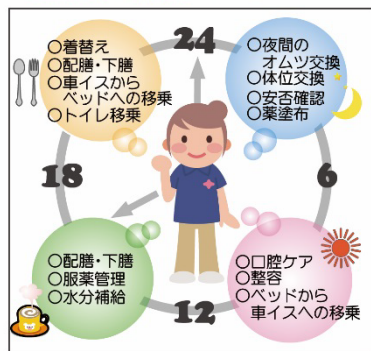 24
○着替え
○配膳・下膳
○車イスから
ベッドへの移乗
○トイレ移乗
○夜間の
オムツ交換
○体位交換
○安否確認
○薬塗布
18
6
○配膳・下膳
○服薬管理
○水分補給
○口腔ケア
○整容
○ベッドから
車イスへの移乗
12